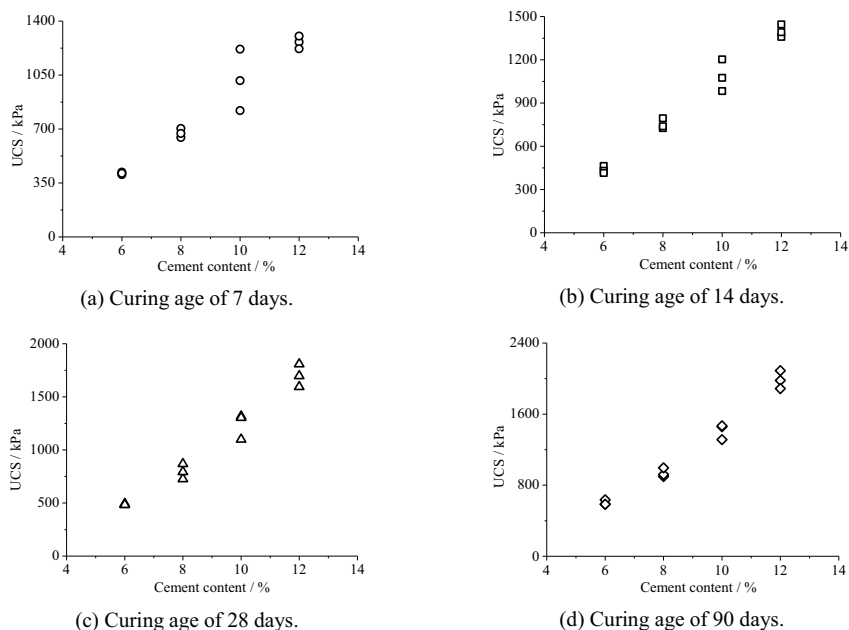 1400
1050
700
350
0
UCS / kPa
4 6 8 10 12 14
Cement content / %
(a) Curing age of 7 days.
1500
1200
900
600
300
0
UCS / kPa
4 6 8 10 12 14
Cement content / %
(b) Curing age of 14 days.
2000
1500
1000
500
0
UCS / kPa
4 6 8 10 12 14
Cement content / %
(c) Curing age of 28 days.
2400
1600
800
0
UCS / kPa
4 6 8 10 12 14
Cement content / %
(d) Curing age of 90 days.